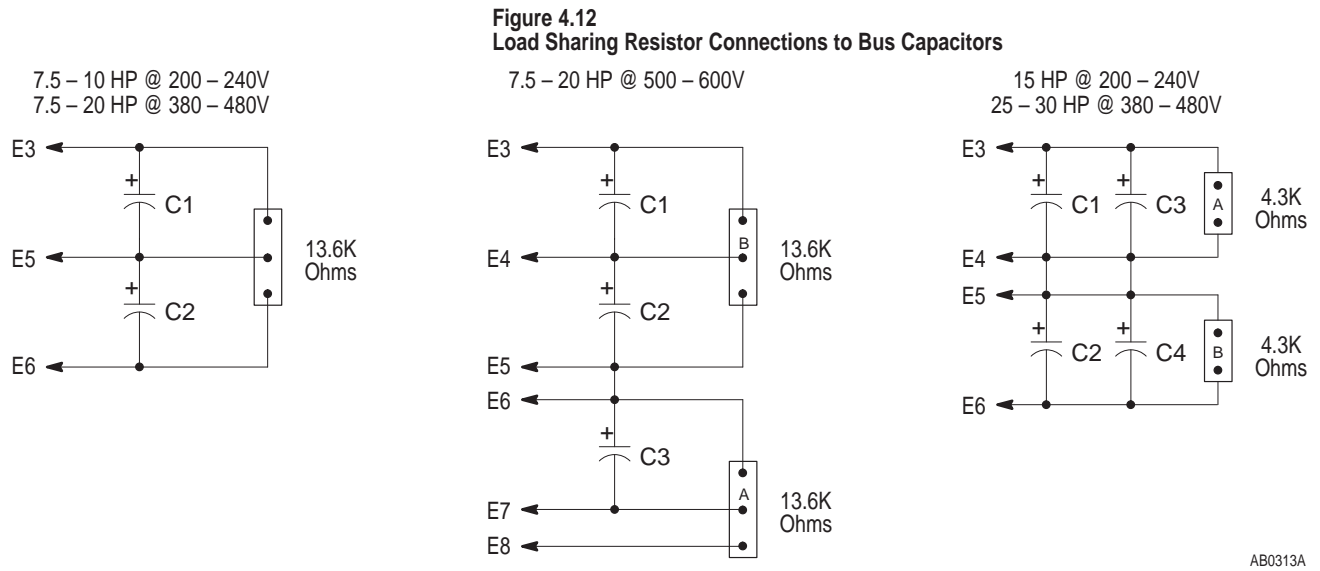 Figure 4.12
Load Sharing Resistor Connections to Bus Capacitors
7.5 – 10 HP @ 200 – 240V
7.5 – 20 HP @ 380 – 480V
E3
+
C1
E5
+
C2
E6
13.6K
Ohms
7.5 – 20 HP @ 500 – 600V
E3
+
C1
B
13.6K
Ohms
E4
+
C2
E5
E6
+
C3
A
13.6K
Ohms
E7
E8
15 HP @ 200 – 240V
25 – 30 HP @ 380 – 480V
E3
+
C1
+
C3
A
4.3K
Ohms
E4
E5
+
C2
+
C4
B
4.3K
Ohms
E6
AB0313A